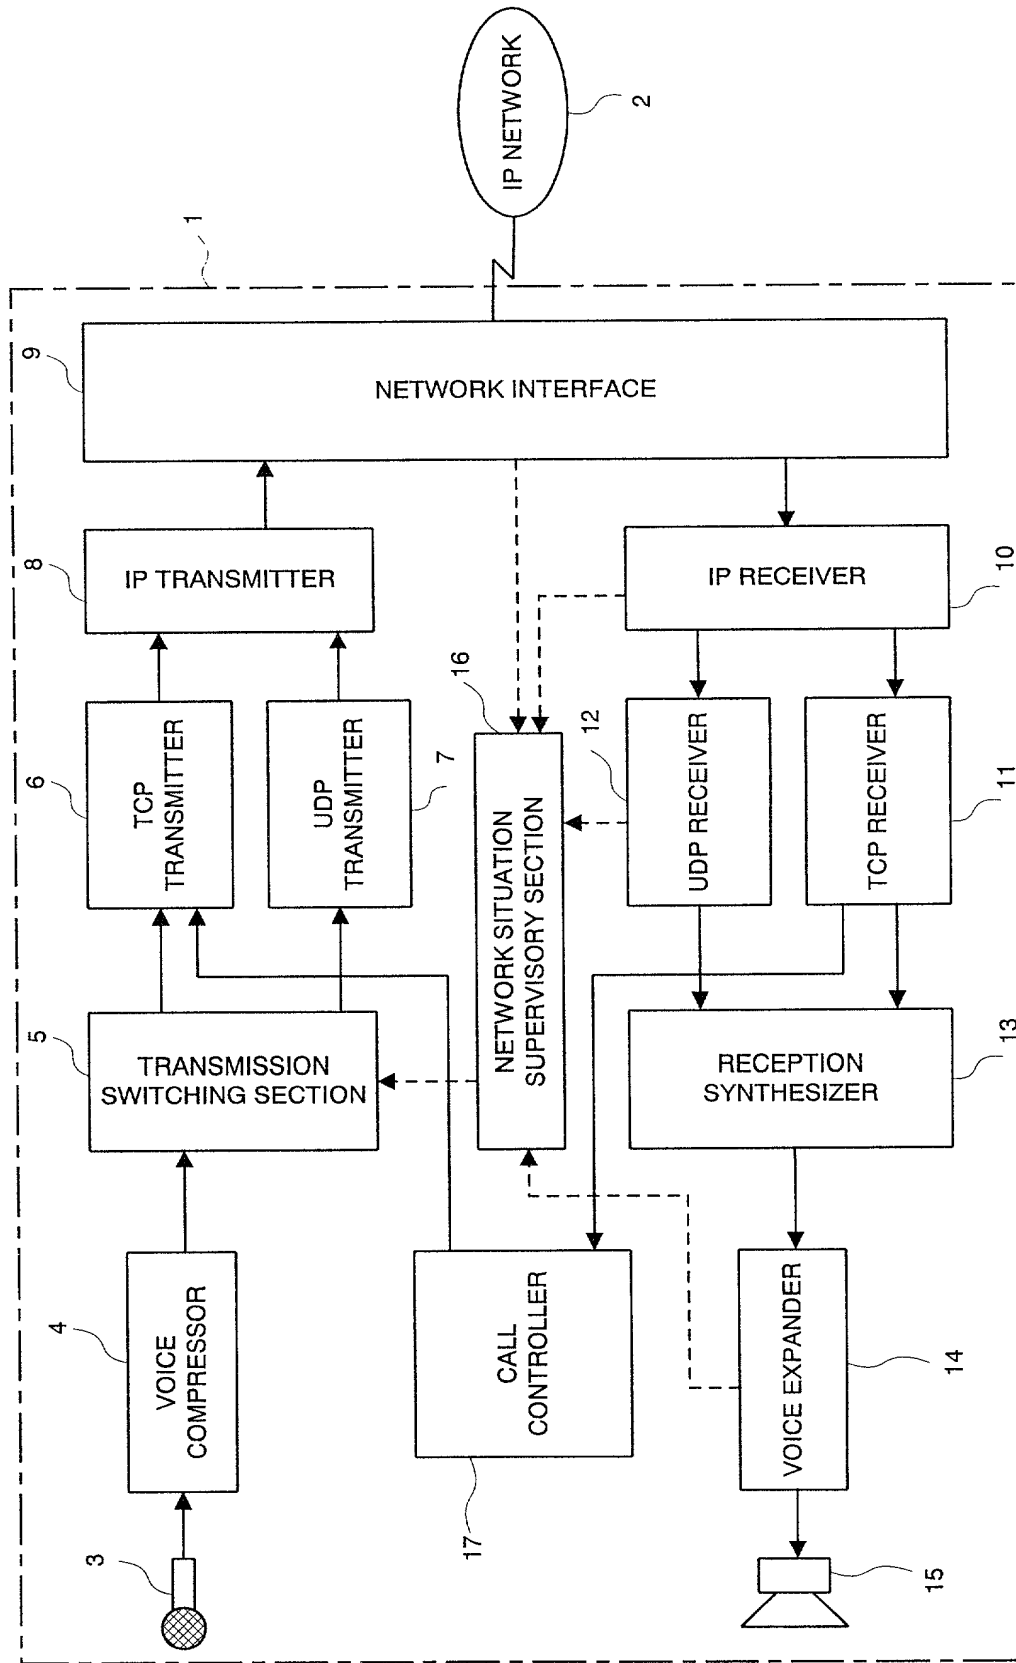 1
IP NETWORK
2
9
NETWORK INTERFACE
8
IP TRANSMITTER
IP RECEIVER
10
6
TCP
TRANSMITTER
UDP
TRANSMITTER
7
16
NETWORK SITUATION
SUPERVISORY SECTION
12
UDP RECEIVER
TCP RECEIVER
11
5
TRANSMISSION
SWITCHING SECTION
RECEPTION
SYNTHESIZER
13
4
VOICE
COMPRESSOR
CALL
CONTROLLER
17
VOICE EXPANDER
14
3
15